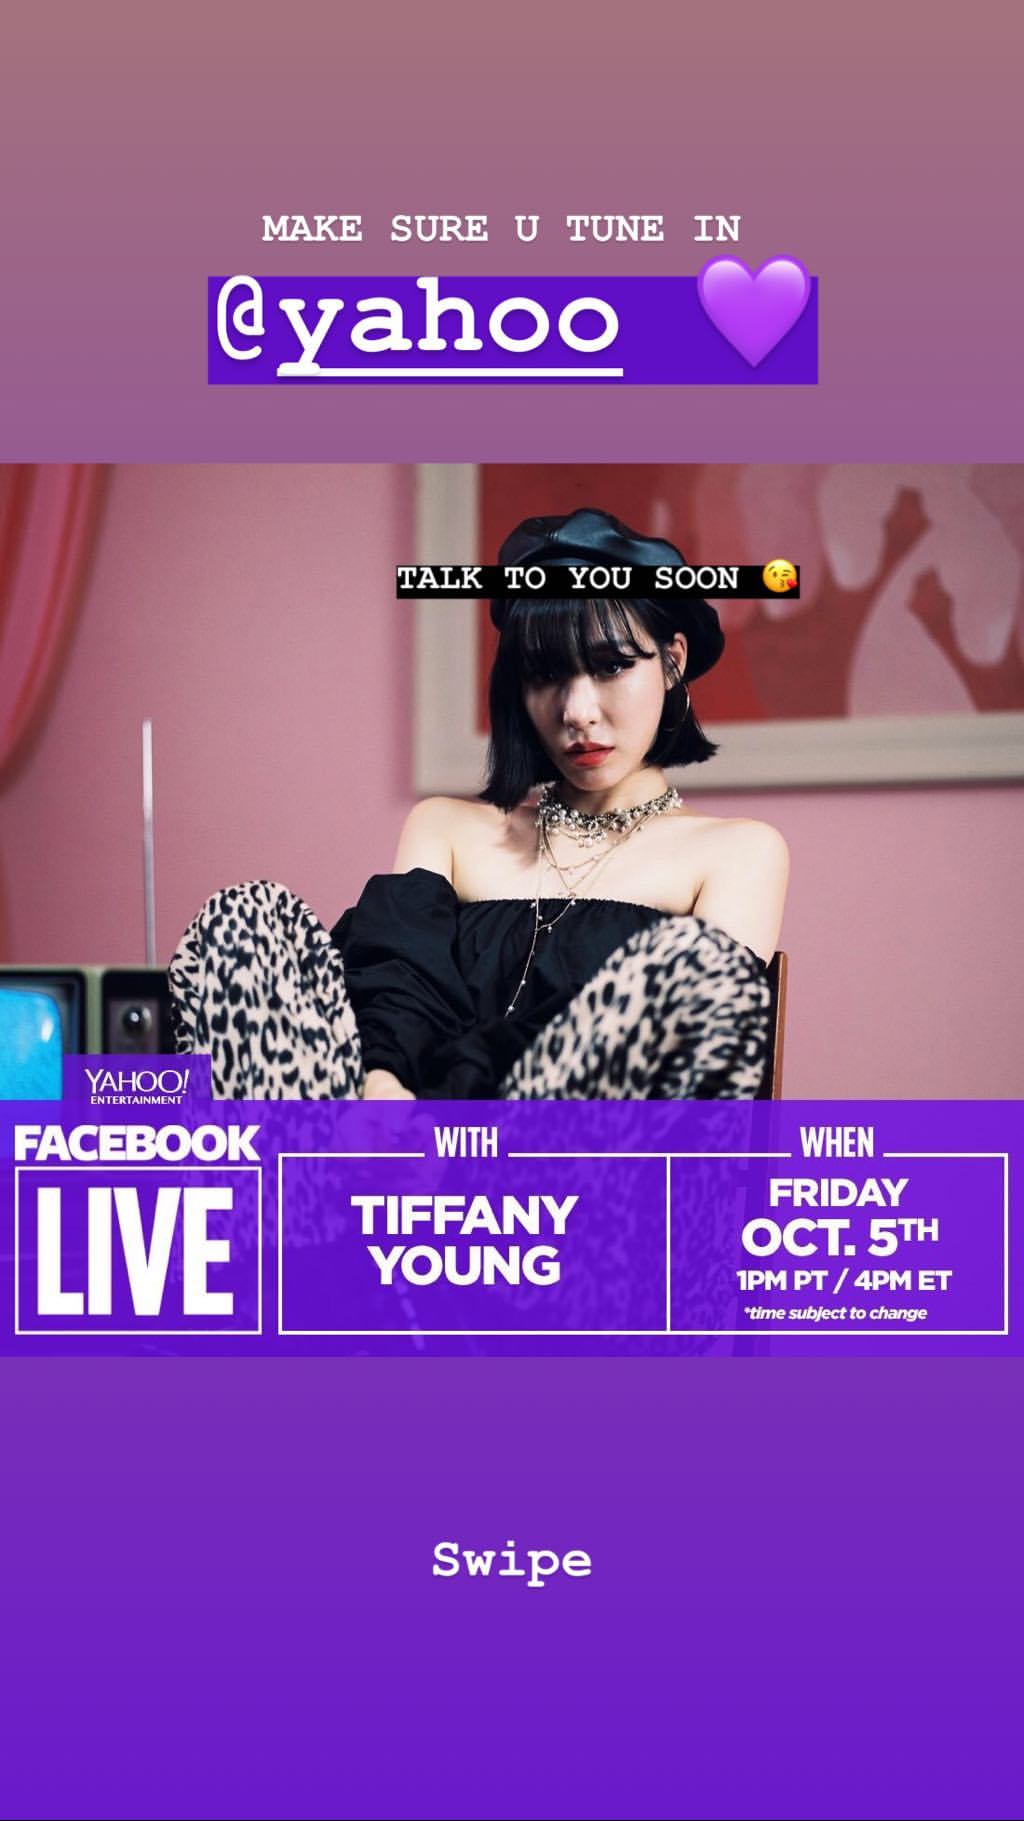 MAKE SURE U TUNE IN
@yahoo 💜
TALK TO YOU SOON 😘
YAHOO!
ENTERTAINMENT
FACEBOOK
LIVE
WITH
TIFFANY
YOUNG
WHEN
FRIDAY
OCT. 5TH
1PM PT / 4PM ET
*time subject to change
Swipe